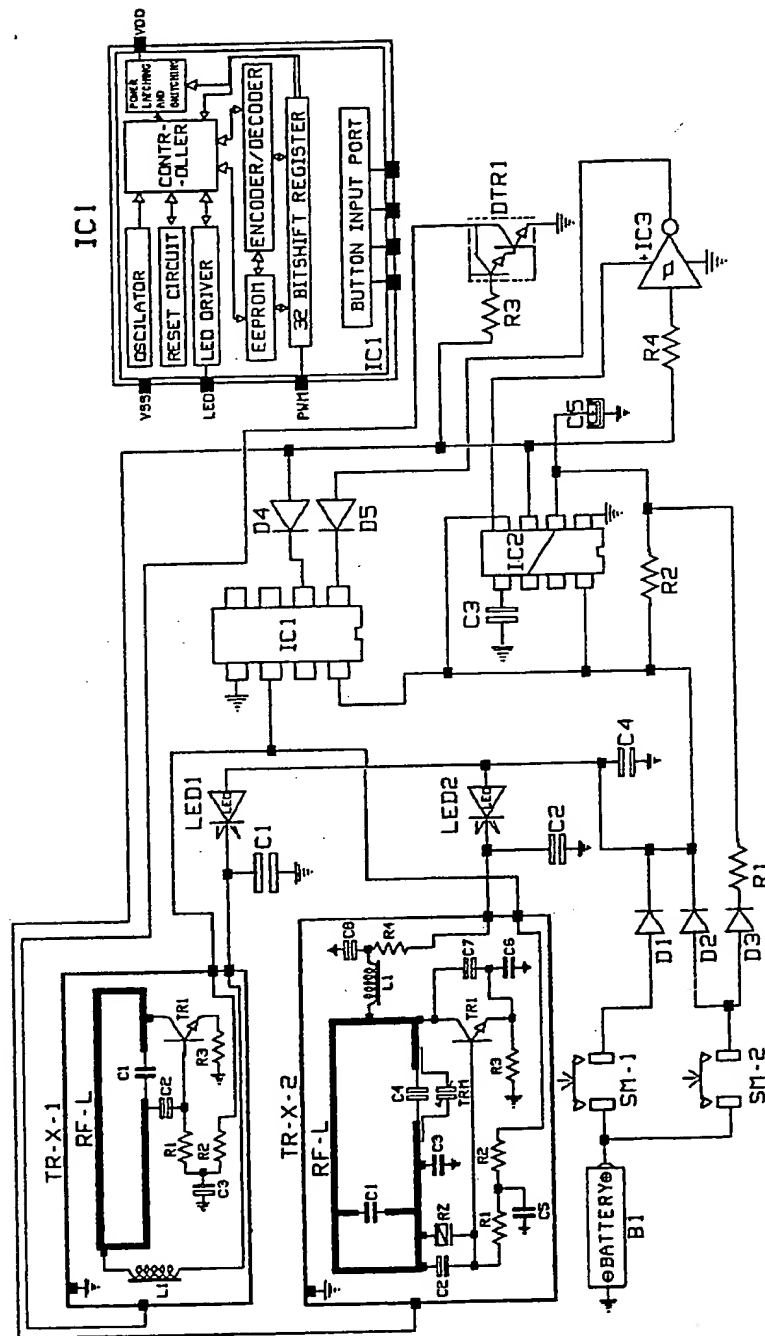 IC1
VDD
POWER
LATCHING
AND
SWITCHING
CONTR-
-OLLER
OSCILATOR
RESET CIRCUIT
LED DRIVER
ENCODER/DECODER
EEPROM
32 BITSHIFT REGISTER
BUTTON INPUT PORT
IC1
VSS
LED
PWM
DTR1
R3
+IC3
R4
C5
D4
D5
IC1
IC2
C3
R2
LED1
LED
C1
LED2
LED
C2
C4
TR-X-1
RF-L
C1
C2
TR1
R1
R2
R3
C3
L1
TR-X-2
RF-L
C8
R4
L1
C7
C6
TR1
C4
TRM
R3
C3
C1
RZ
C2
R1
R2
C5
D1
D2
D3
R1
SM-1
SM-2
⊖BATTERY⊕
B1